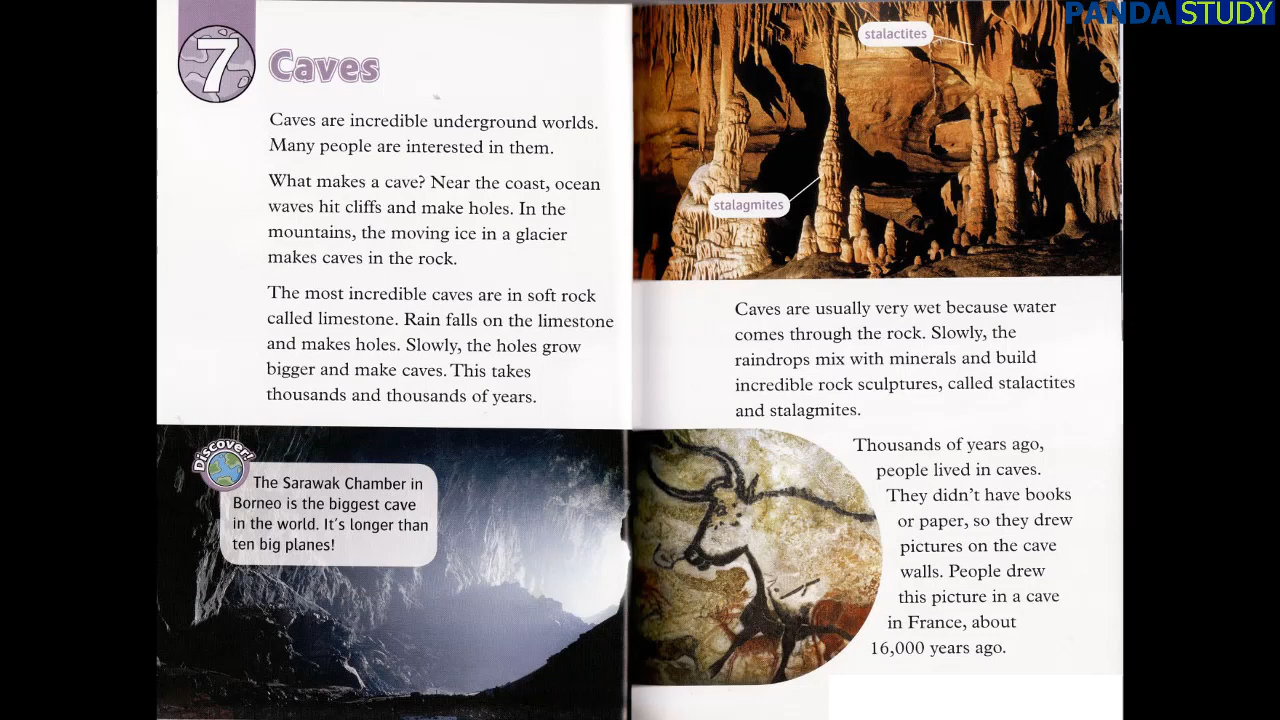 PANDA STUDY
7
Caves
Caves are incredible underground worlds.
Many people are interested in them.
What makes a cave? Near the coast, ocean
waves hit cliffs and make holes. In the
mountains, the moving ice in a glacier
makes caves in the rock.
The most incredible caves are in soft rock
called limestone. Rain falls on the limestone
and makes holes. Slowly, the holes grow
bigger and make caves. This takes
thousands and thousands of years.
Discover!
The Sarawak Chamber in
Borneo is the biggest cave
in the world. It's longer than
ten big planes!
stalactites
stalagmites
Caves are usually very wet because water
comes through the rock. Slowly, the
raindrops mix with minerals and build
incredible rock sculptures, called stalactites
and stalagmites.
Thousands of years ago,
people lived in caves.
They didn't have books
or paper, so they drew
pictures on the cave
walls. People drew
this picture in a cave
in France, about
16,000 years ago.